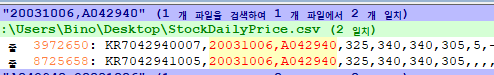 "20031006,A042940" (1 개 파일을 검색하여 1 개 파일에서 2 개 일치)
:\Users\Bino\Desktop\StockDailyPrice.csv (2 일치)
줄 3972650: KR7042940007,20031006,A042940,325,340,340,305,5,-
줄 8725658: KR7042941005,20031006,A042940,325,340,340,305,,,,